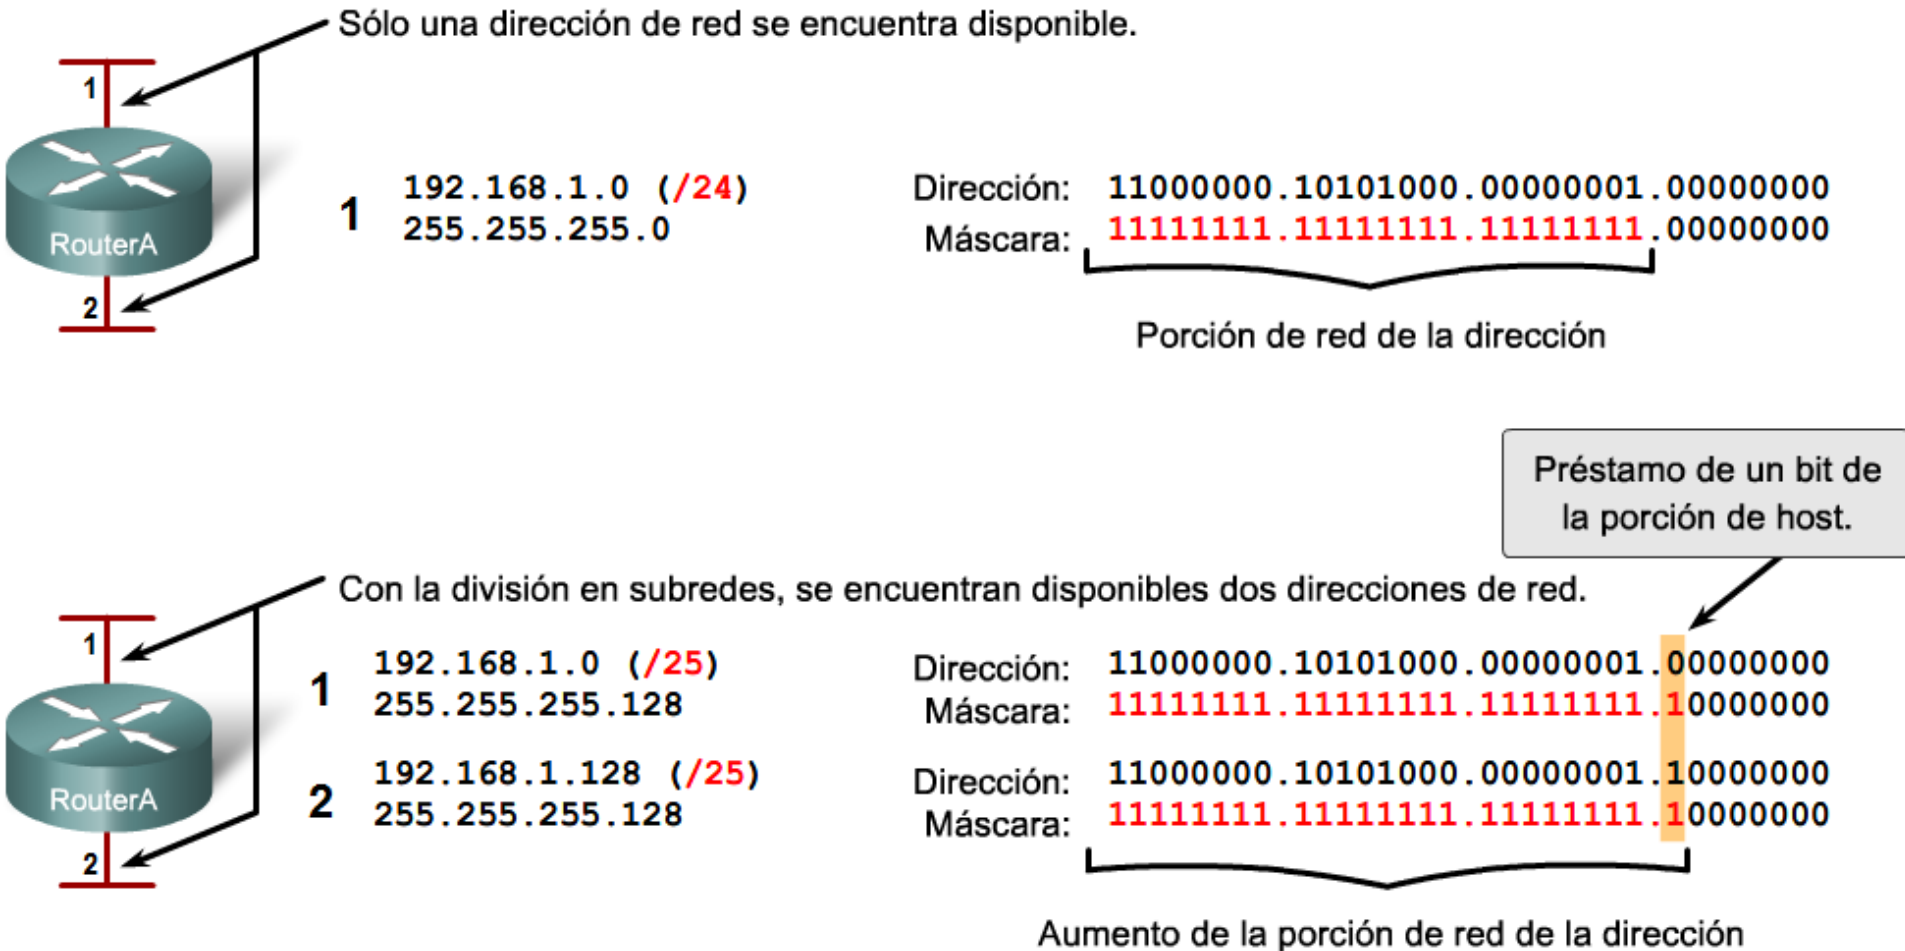 Sólo una dirección de red se encuentra disponible.
1
RouterA
2
1
192.168.1.0 (/24)
255.255.255.0
Dirección: 11000000.10101000.00000001.00000000
Máscara: 11111111.11111111.11111111.00000000
Porción de red de la dirección
Préstamo de un bit de
la porción de host.
Con la división en subredes, se encuentran disponibles dos direcciones de red.
1
RouterA
2
1
192.168.1.0 (/25)
255.255.255.128
Dirección: 11000000.10101000.00000001.00000000
Máscara: 11111111.11111111.11111111.10000000
2
192.168.1.128 (/25)
255.255.255.128
Dirección: 11000000.10101000.00000001.10000000
Máscara: 11111111.11111111.11111111.10000000
Aumento de la porción de red de la dirección